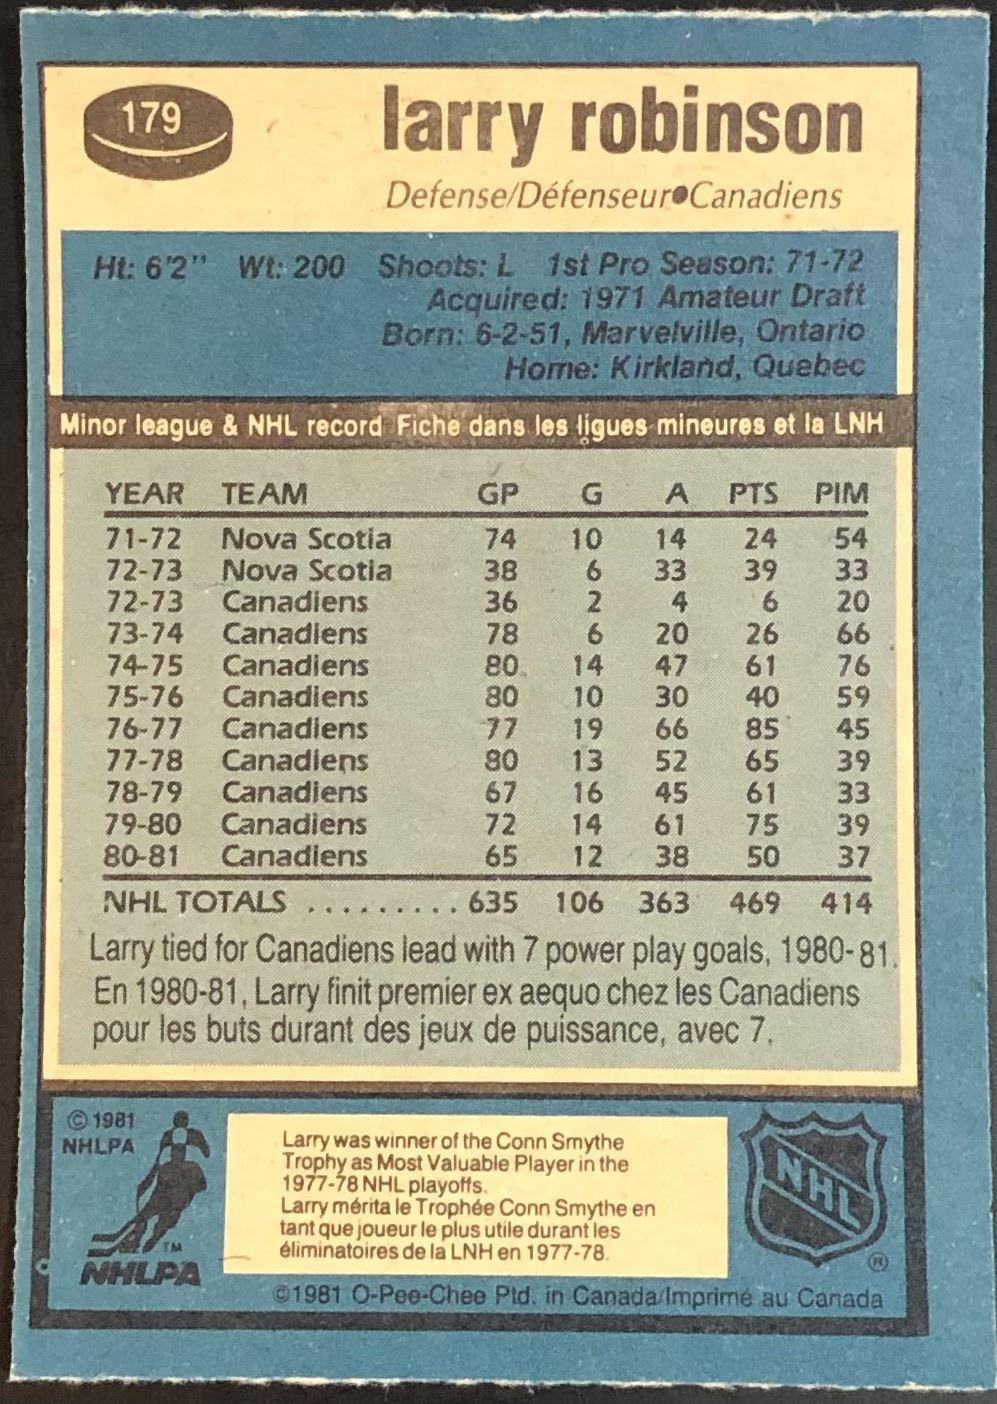 179
larry robinson
Defense/Défenseur●Canadiens
Ht: 6'2" Wt: 200 Shoots: L 1st Pro Season: 71-72
Acquired: 1971 Amateur Draft
Born: 6-2-51, Marvelville, Ontario
Home: Kirkland, Quebec
Minor league & NHL record Fiche dans les ligues mineures et la LNH
YEAR TEAM GP G A PTS PIM
71-72 Nova Scotia 74 10 14 24 54
72-73 Nova Scotia 38 6 33 39 33
72-73 Canadiens 36 2 4 6 20
73-74 Canadiens 78 6 20 26 66
74-75 Canadiens 80 14 47 61 76
75-76 Canadiens 80 10 30 40 59
76-77 Canadiens 77 19 66 85 45
77-78 Canadiens 80 13 52 65 39
78-79 Canadiens 67 16 45 61 33
79-80 Canadiens 72 14 61 75 39
80-81 Canadiens 65 12 38 50 37
NHL TOTALS ......... 635 106 363 469 414
Larry tied for Canadiens lead with 7 power play goals, 1980-81.
En 1980-81, Larry finit premier ex aequo chez les Canadiens
pour les buts durant des jeux de puissance, avec 7.
© 1981
NHLPA
TM
NHLPA
Larry was winner of the Conn Smythe
Trophy as Most Valuable Player in the
1977-78 NHL playoffs.
Larry mérita le Trophée Conn Smythe en
tant que joueur le plus utile durant les
éliminatoires de la LNH en 1977-78.
NHL
®
©1981 O-Pee-Chee Ptd. in Canada/Imprimé au Canada